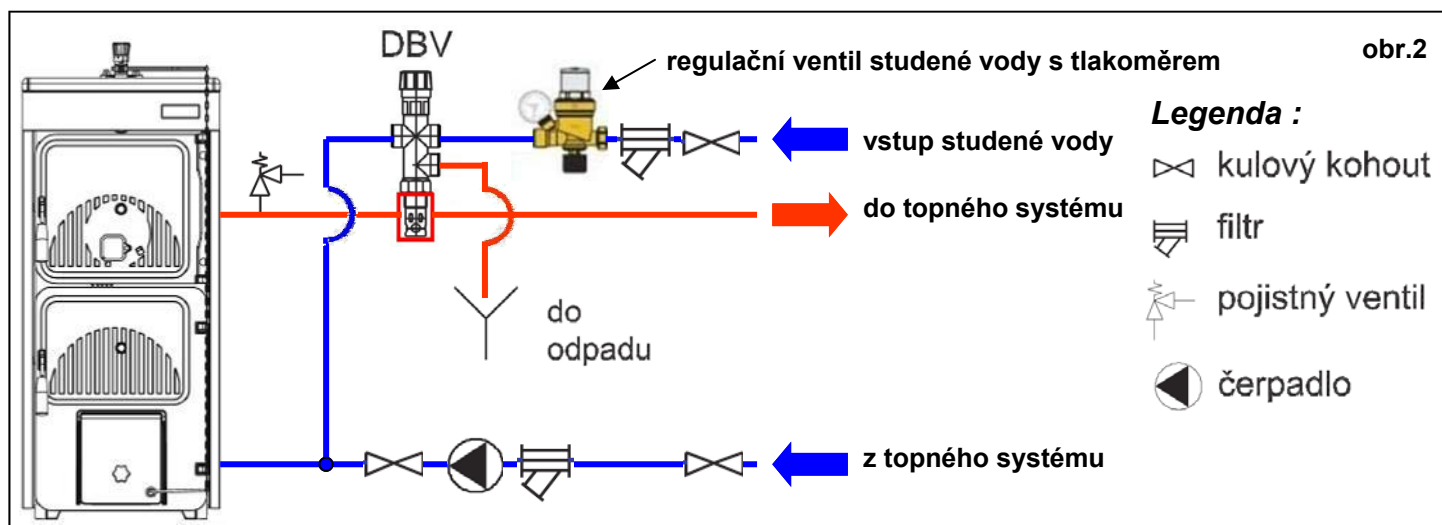 DBV
regulační ventil studené vody s tlakoměrem
obr.2
vstup studené vody
do topného systému
do
odpadu
z topného systému
Legenda :
kulový kohout
filtr
pojistný ventil
čerpadlo